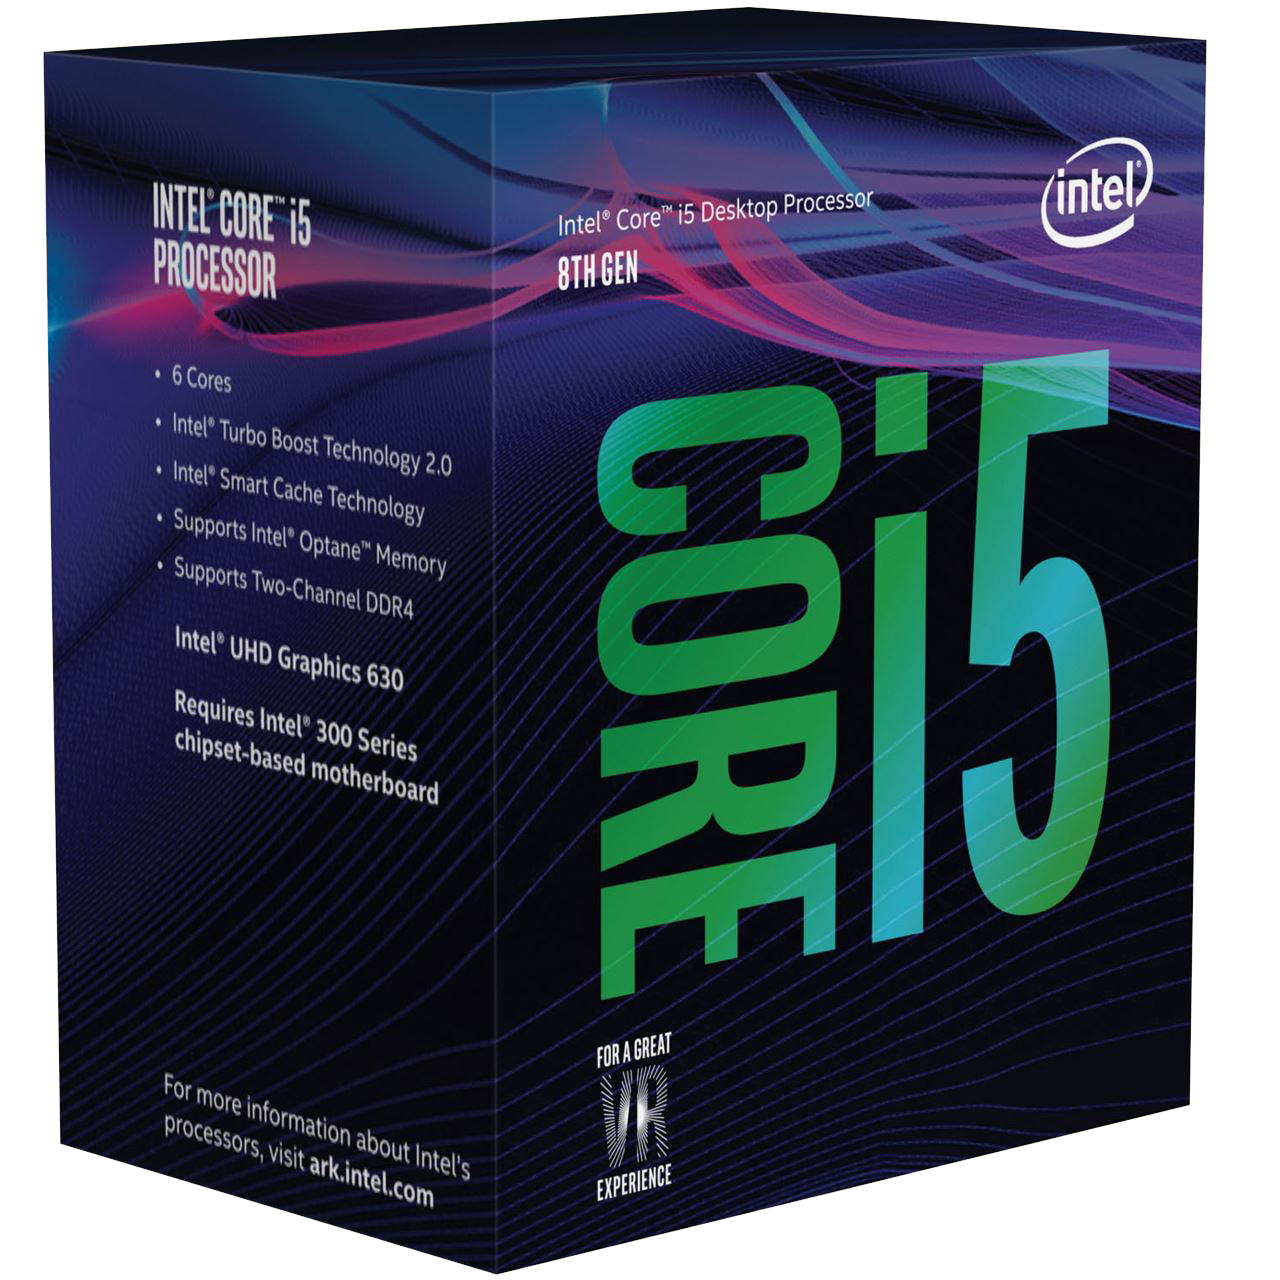 INTEL® CORE™ i5
PROCESSOR
• 6 Cores
• Intel® Turbo Boost Technology 2.0
• Intel® Smart Cache Technology
• Supports Intel® Optane™ Memory
• Supports Two-Channel DDR4
Intel® UHD Graphics 630
Requires Intel® 300 Series
chipset-based motherboard
For more information about Intel's
processors, visit ark.intel.com
Intel® Core™ i5 Desktop Processor
8TH GEN
intel®
CORE i5
FOR A GREAT
VR
EXPERIENCE